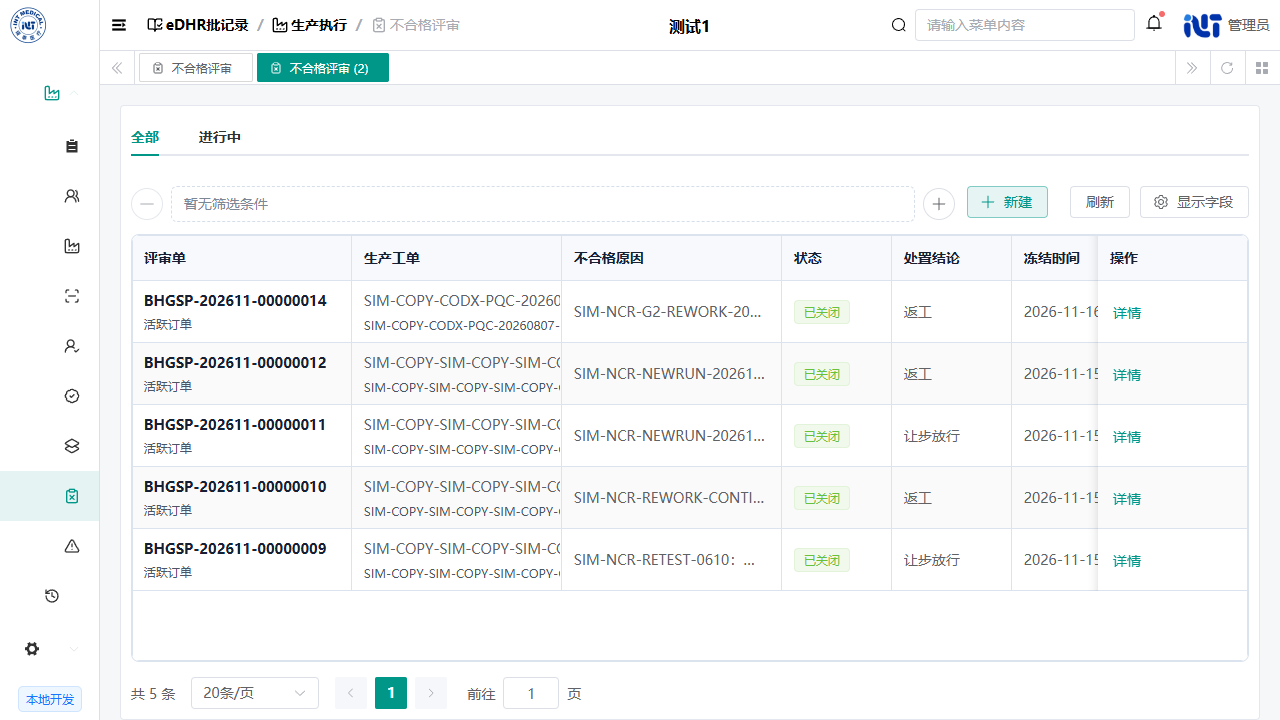 eDHR批记录 / 生产执行 / 不合格评审
测试1
请输入菜单内容
管理员
不合格评审
不合格评审 (2)
全部
进行中
暂无筛选条件
新建
刷新
显示字段
评审单 生产工单 不合格原因 状态 处置结论 冻结时间 操作
BHGSP-202611-00000014
活跃订单
SIM-COPY-CODX-PQC-20260
SIM-COPY-CODX-PQC-20260807-
SIM-NCR-G2-REWORK-20...
已关闭
返工
2026-11-16
详情
BHGSP-202611-00000012
活跃订单
SIM-COPY-SIM-COPY-SIM-CO
SIM-COPY-SIM-COPY-SIM-COPY-
SIM-NCR-NEWRUN-20261...
已关闭
返工
2026-11-15
详情
BHGSP-202611-00000011
活跃订单
SIM-COPY-SIM-COPY-SIM-CO
SIM-COPY-SIM-COPY-SIM-COPY-
SIM-NCR-NEWRUN-20261...
已关闭
让步放行
2026-11-15
详情
BHGSP-202611-00000010
活跃订单
SIM-COPY-SIM-COPY-SIM-CO
SIM-COPY-SIM-COPY-SIM-COPY-
SIM-NCR-REWORK-CONTI...
已关闭
返工
2026-11-15
详情
BHGSP-202611-00000009
活跃订单
SIM-COPY-SIM-COPY-SIM-CO
SIM-COPY-SIM-COPY-SIM-COPY-
SIM-NCR-RETEST-0610：...
已关闭
让步放行
2026-11-15
详情
本地开发
共 5 条
20条/页
1
前往 1 页